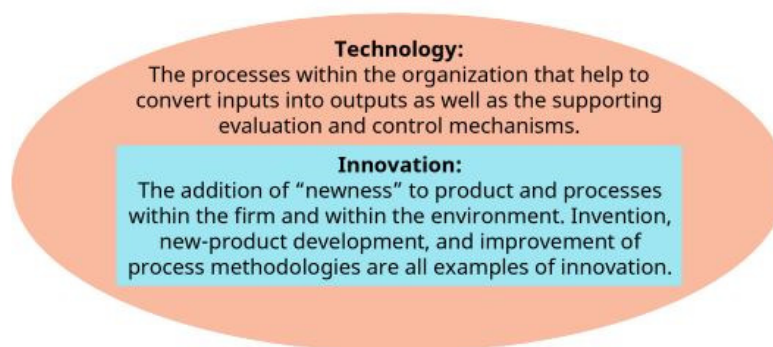 Technology:
The processes within the organization that help to
convert inputs into outputs as well as the supporting
evaluation and control mechanisms.
Innovation:
The addition of “newness” to product and processes
within the firm and within the environment. Invention,
new-product development, and improvement of
process methodologies are all examples of innovation.